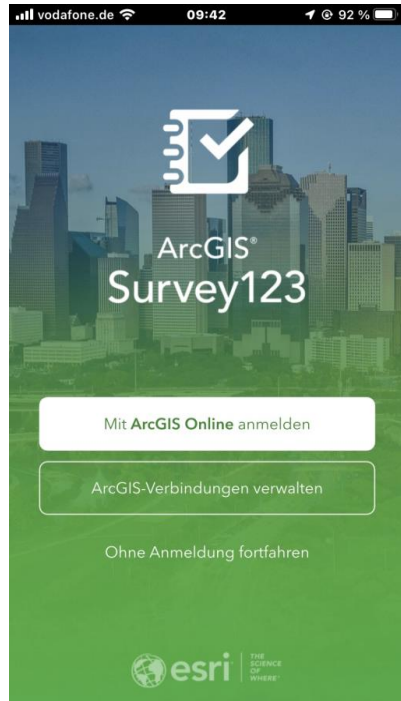 vodafone.de 09:42 92 %
ArcGIS®
Survey123
Mit ArcGIS Online anmelden
ArcGIS-Verbindungen verwalten
Ohne Anmeldung fortfahren
esri
THE
SCIENCE
OF
WHERE®